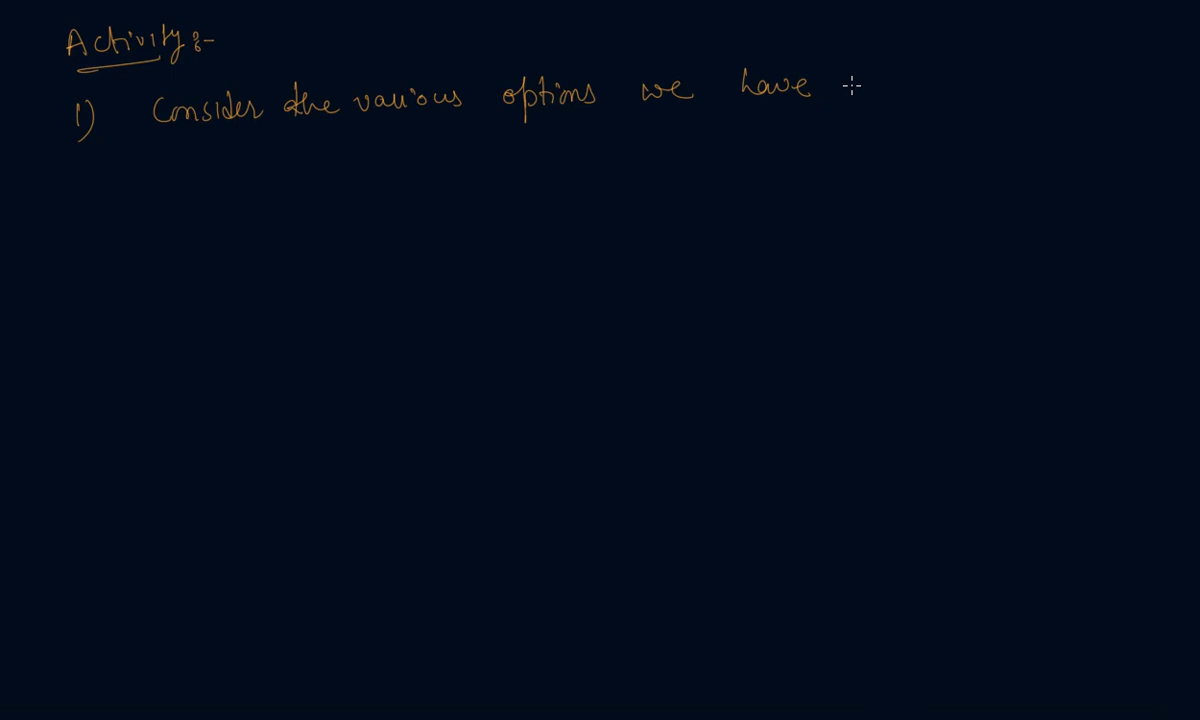 Activity:-
1) Consider the various options we have